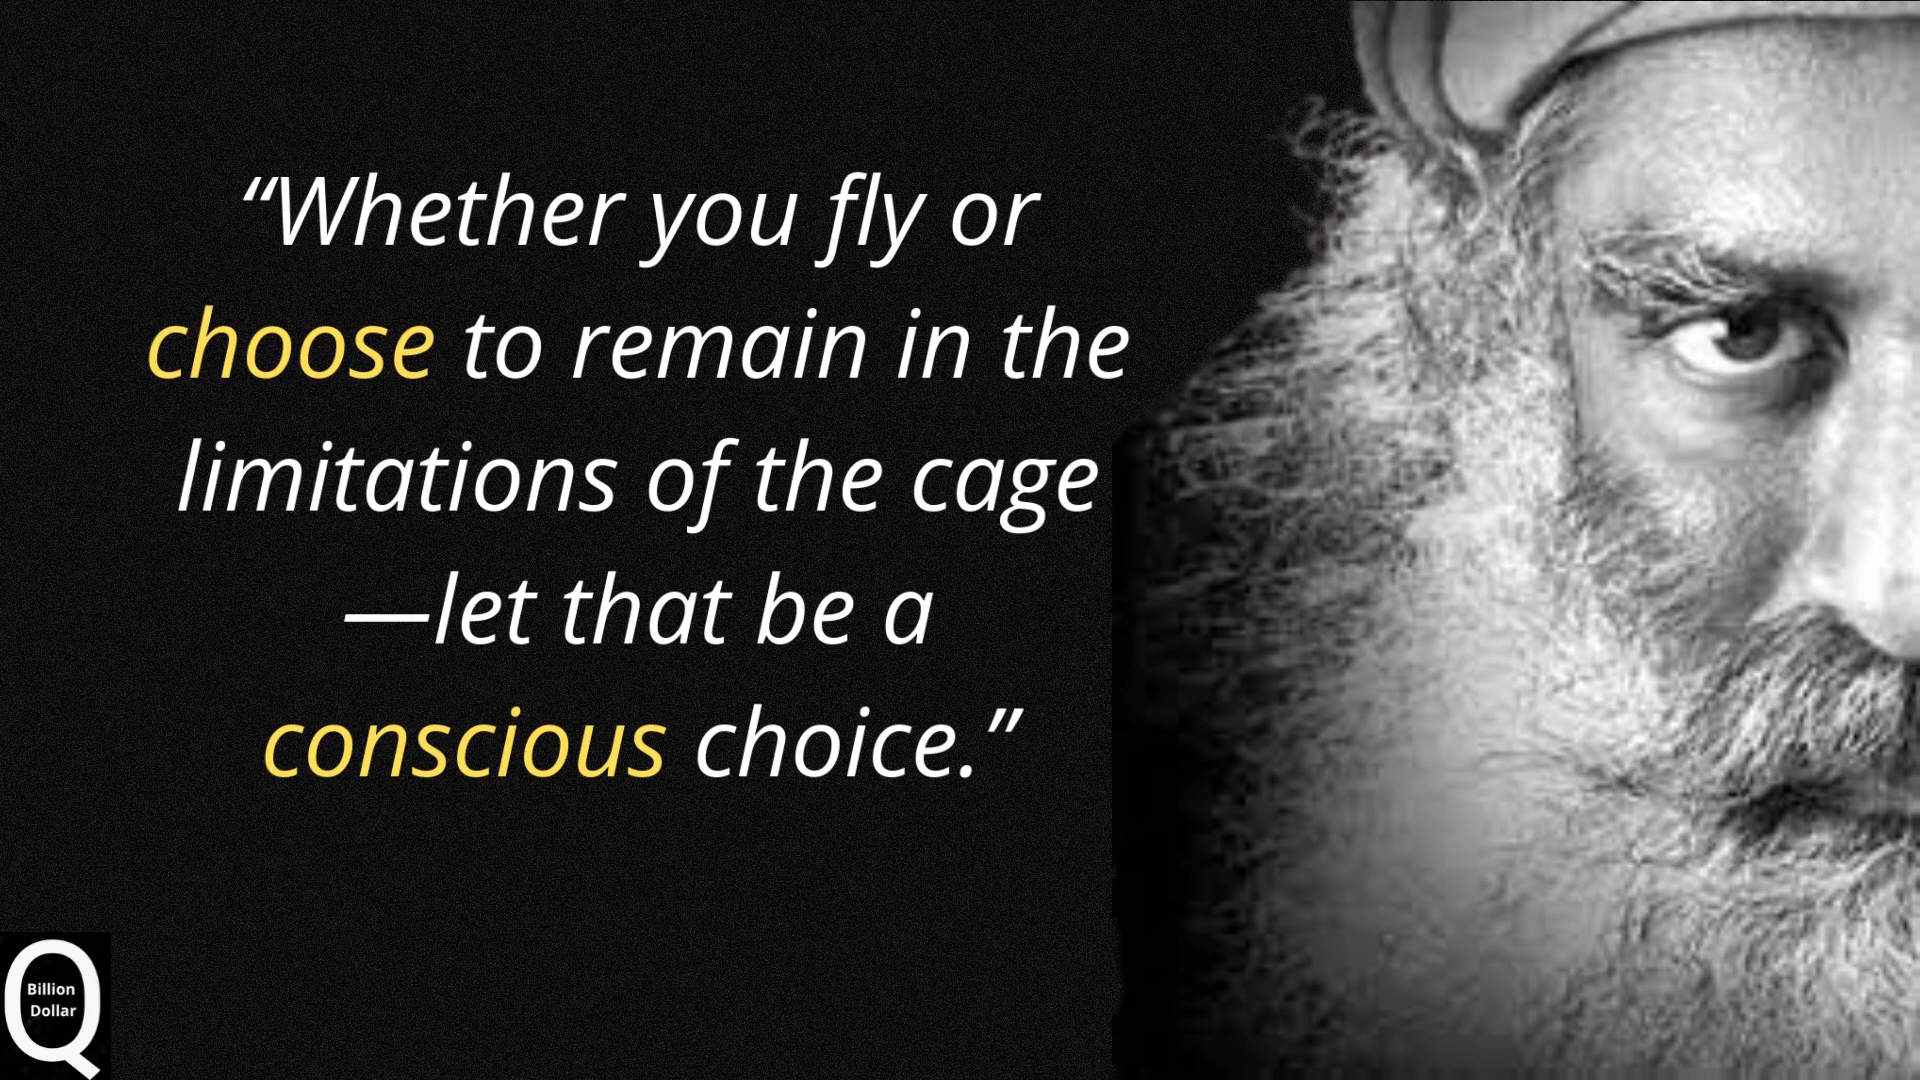 “Whether you fly or
choose to remain in the
limitations of the cage
—let that be a
conscious choice.”
Q
Billion
Dollar